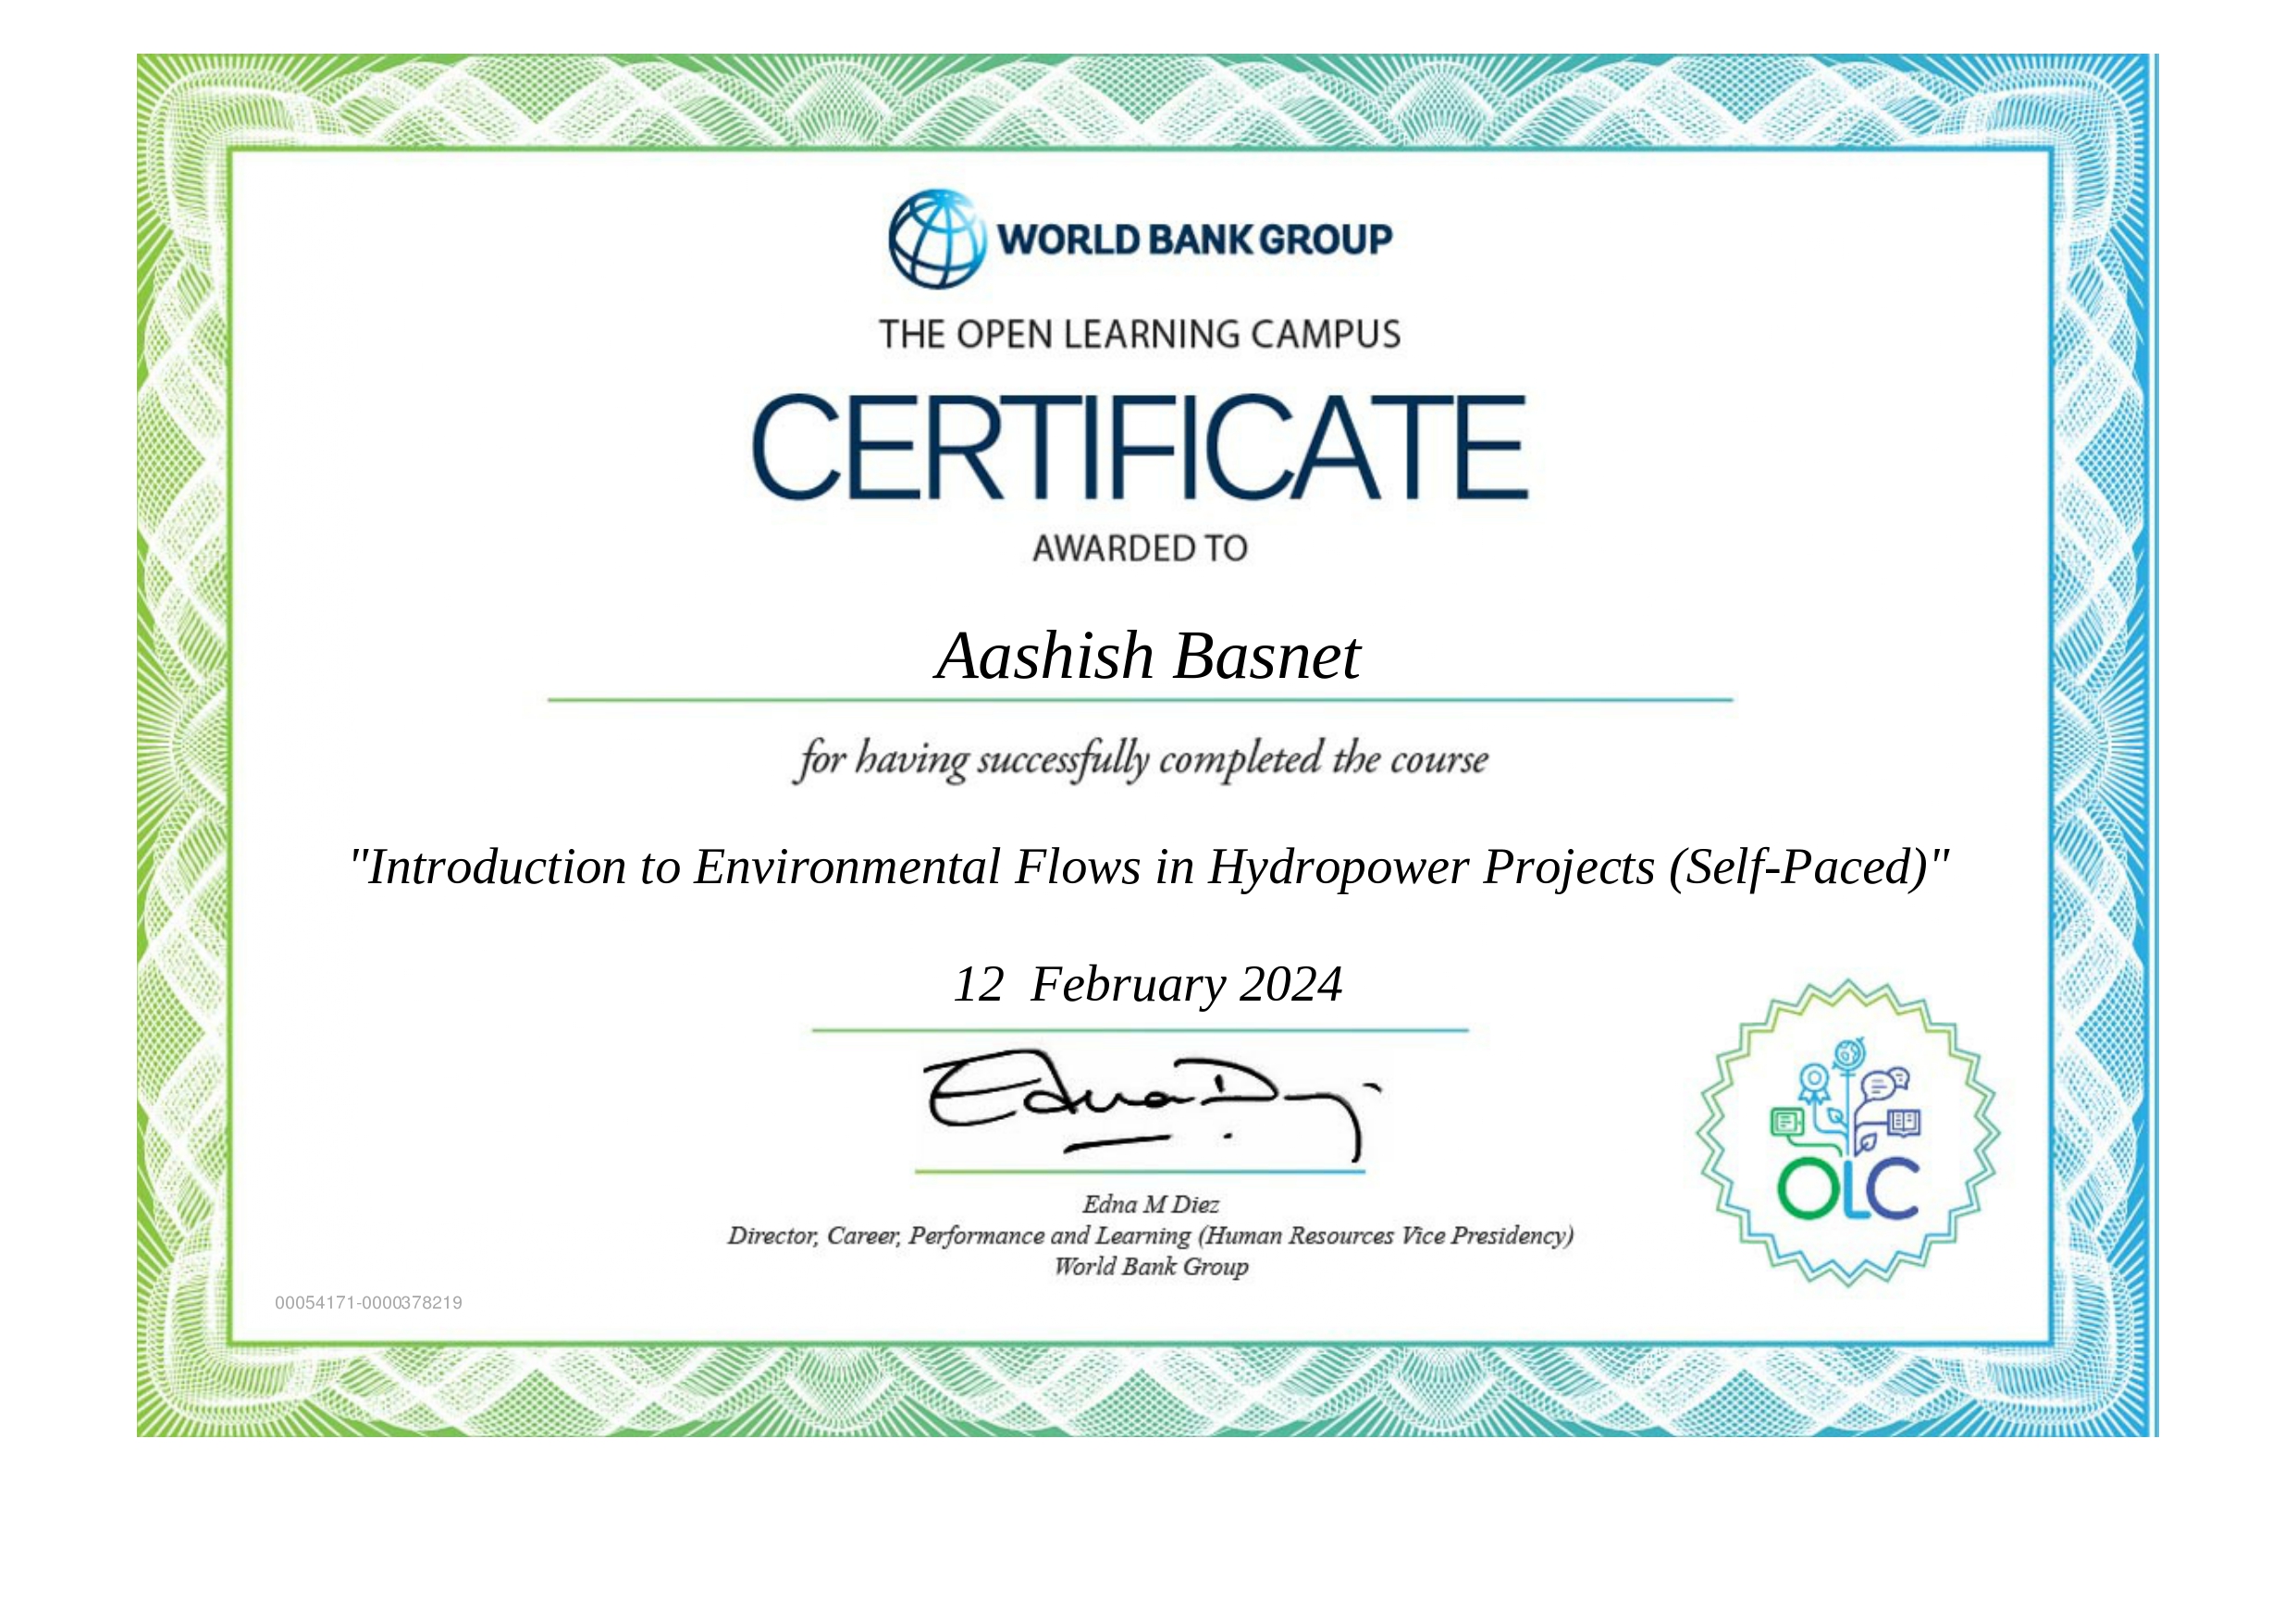 WORLD BANK GROUP
THE OPEN LEARNING CAMPUS
CERTIFICATE
AWARDED TO
Aashish Basnet
for having successfully completed the course
"Introduction to Environmental Flows in Hydropower Projects (Self-Paced)"
12  February 2024
Edna M Diez
Director, Career, Performance and Learning (Human Resources Vice Presidency)
World Bank Group
OLC
00054171-0000378219